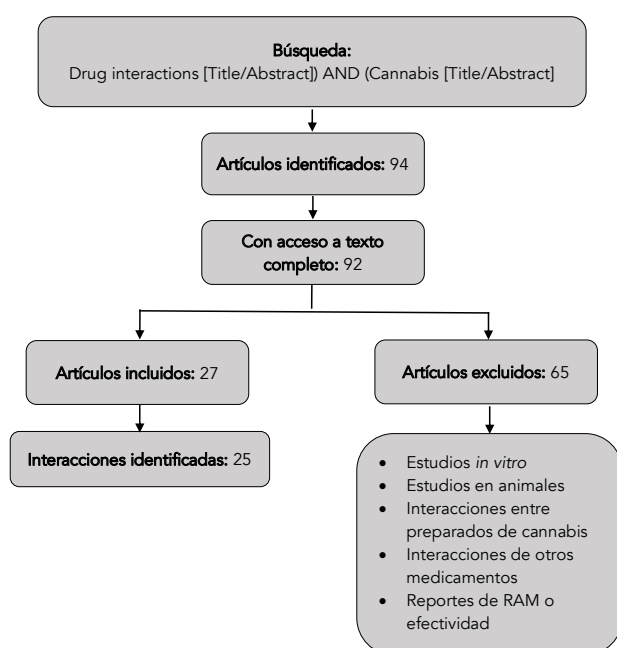 Búsqueda:
Drug interactions [Title/Abstract]) AND (Cannabis [Title/Abstract]
Artículos identificados: 94
Con acceso a texto
completo: 92
Artículos incluidos: 27
Artículos excluidos: 65
Interacciones identificadas: 25
• Estudios in vitro
• Estudios en animales
• Interacciones entre
preparados de cannabis
• Interacciones de otros
medicamentos
• Reportes de RAM o
efectividad